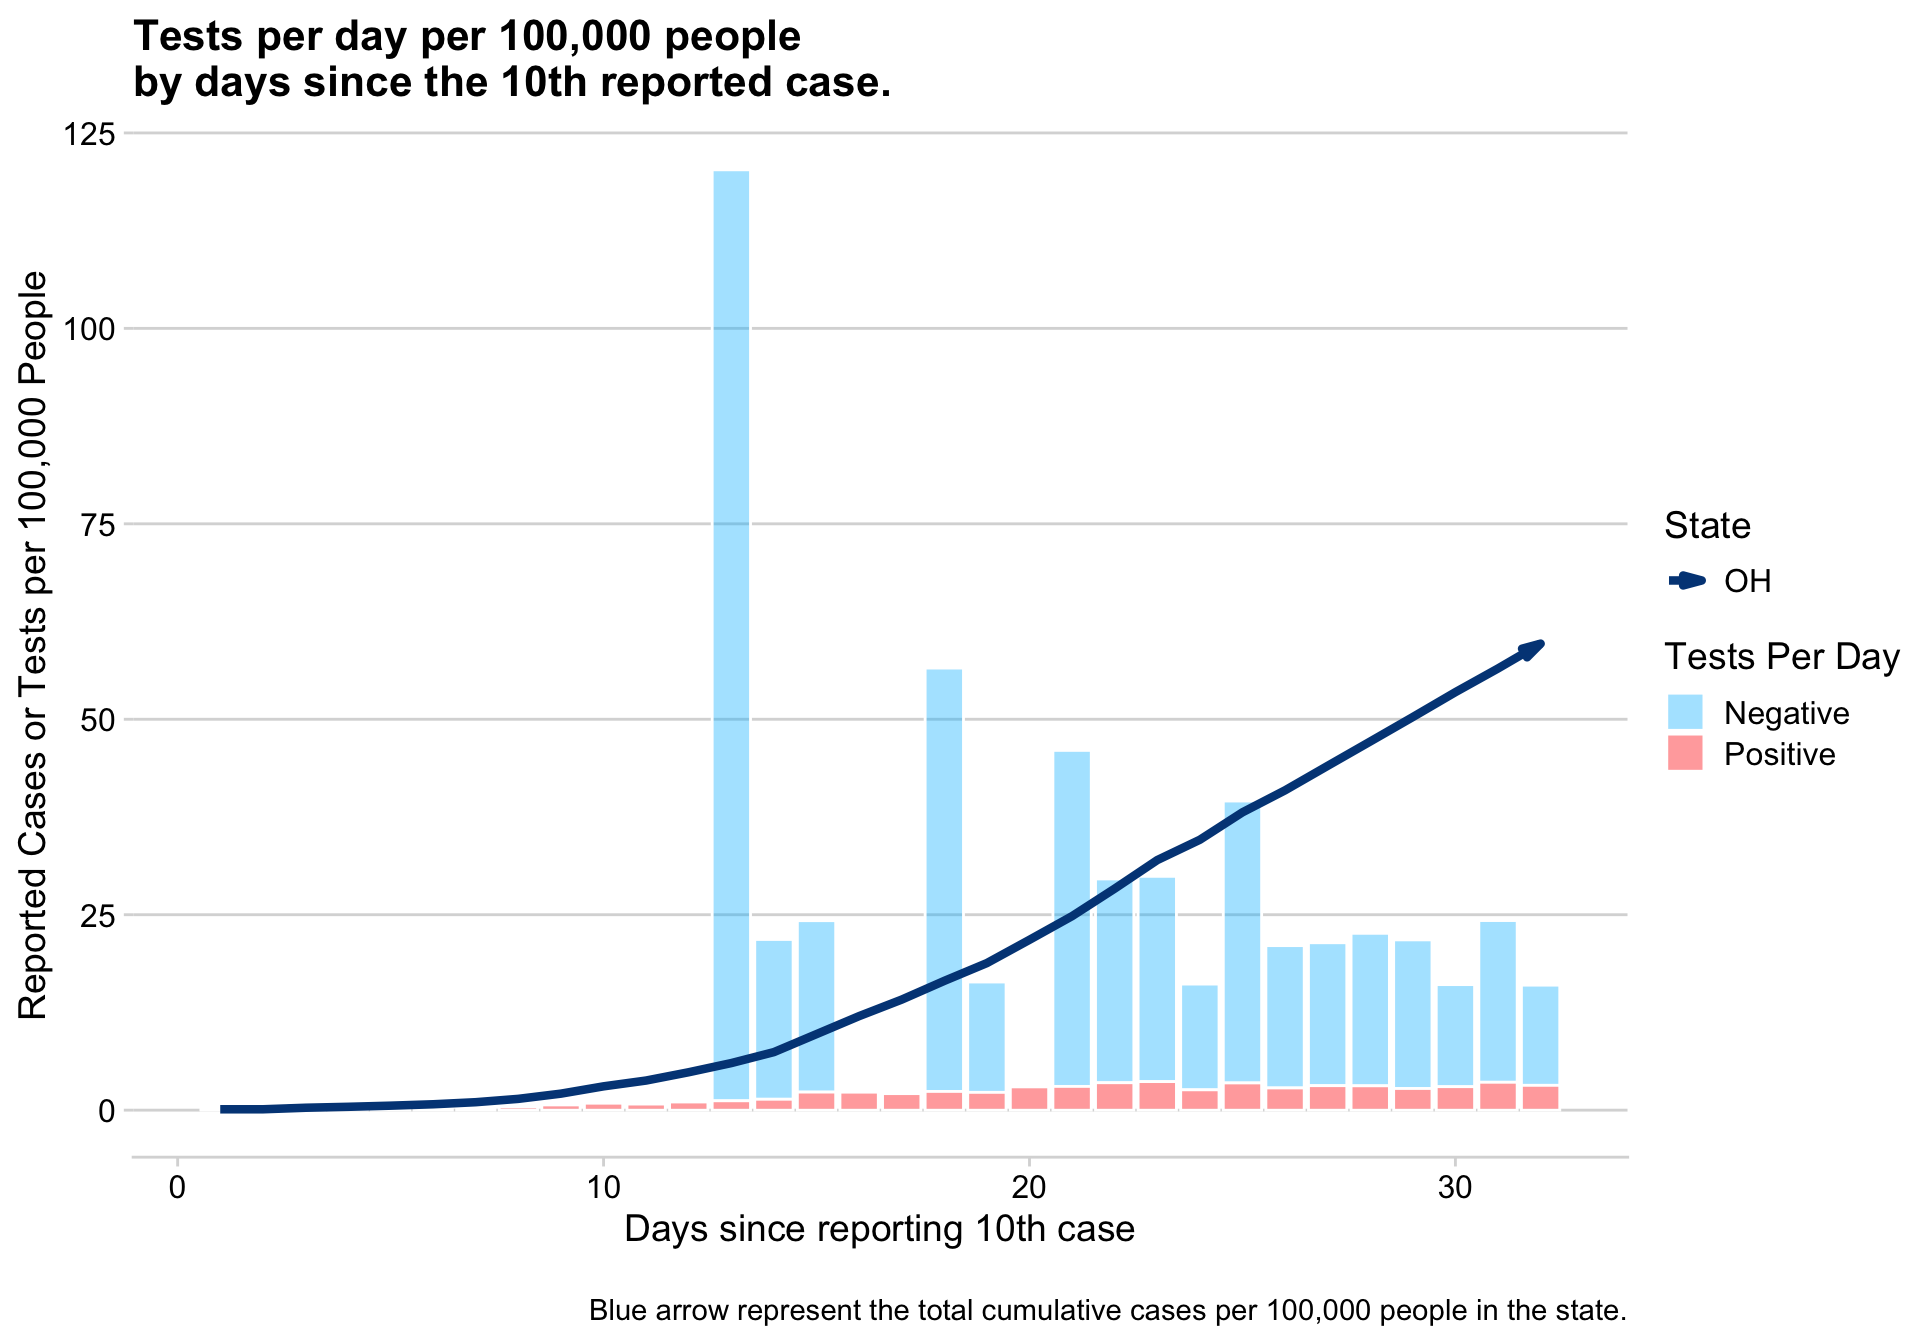 Tests per day per 100,000 people
by days since the 10th reported case.
Reported Cases or Tests per 100,000 People
125
100
75
50
25
0
0
10
20
30
Days since reporting 10th case
State
OH
Tests Per Day
Negative
Positive
Blue arrow represent the total cumulative cases per 100,000 people in the state.